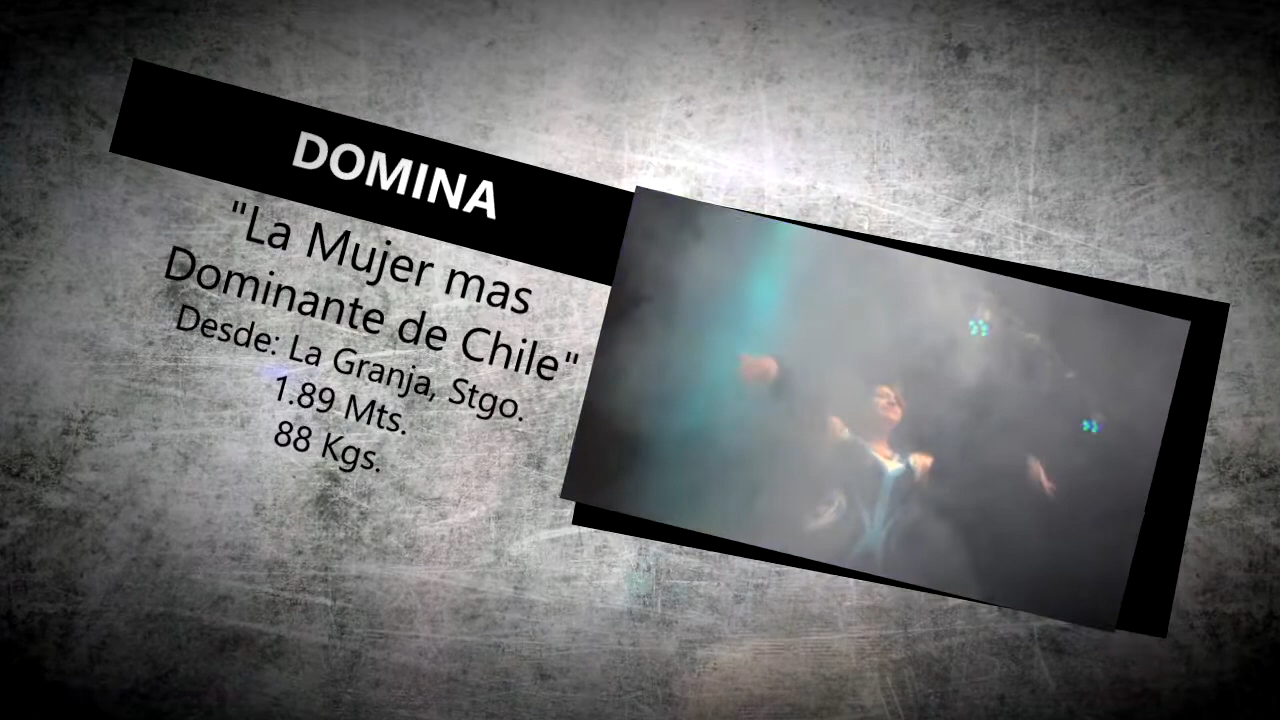 DOMINA
"La Mujer mas
Dominante de Chile"
Desde: La Granja, Stgo.
1.89 Mts.
88 Kgs.